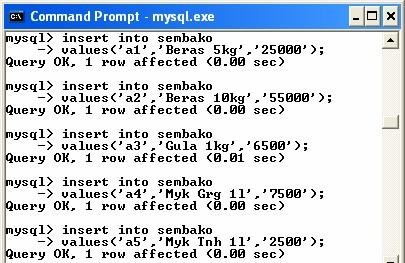 Command Prompt - mysql.exe
mysql> insert into sembako
    -> values('a1','Beras 5kg','25000');
Query OK, 1 row affected (0.00 sec)
mysql> insert into sembako
    -> values('a2','Beras 10kg','55000');
Query OK, 1 row affected (0.00 sec)
mysql> insert into sembako
    -> values('a3','Gula 1kg','6500');
Query OK, 1 row affected (0.01 sec)
mysql> insert into sembako
    -> values('a4','Myk Grg 1l','7500');
Query OK, 1 row affected (0.00 sec)
mysql> insert into sembako
    -> values('a5','Myk Tnh 1l','2500');
Query OK, 1 row affected (0.00 sec)